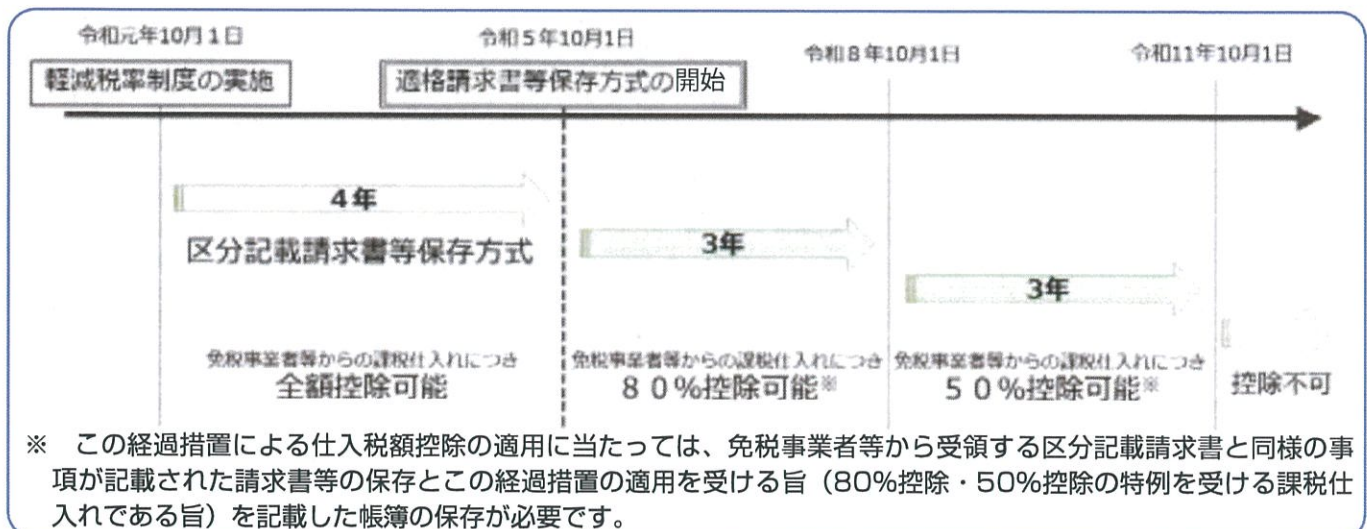 令和元年10月1日
令和5年10月1日
令和8年10月1日
令和11年10月1日
軽減税率制度の実施
適格請求書等保存方式の開始
4年
区分記載請求書等保存方式
3年
3年
免税事業者等からの課税仕入れにつき
全額控除可能
免税事業者等からの課税仕入れにつき
80%控除可能※
免税事業者等からの課税仕入れにつき
50%控除可能※
控除不可
※ この経過措置による仕入税額控除の適用に当たっては、免税事業者等から受領する区分記載請求書と同様の事
項が記載された請求書等の保存とこの経過措置の適用を受ける旨（80%控除・50%控除の特例を受ける課税仕
入れである旨）を記載した帳簿の保存が必要です。